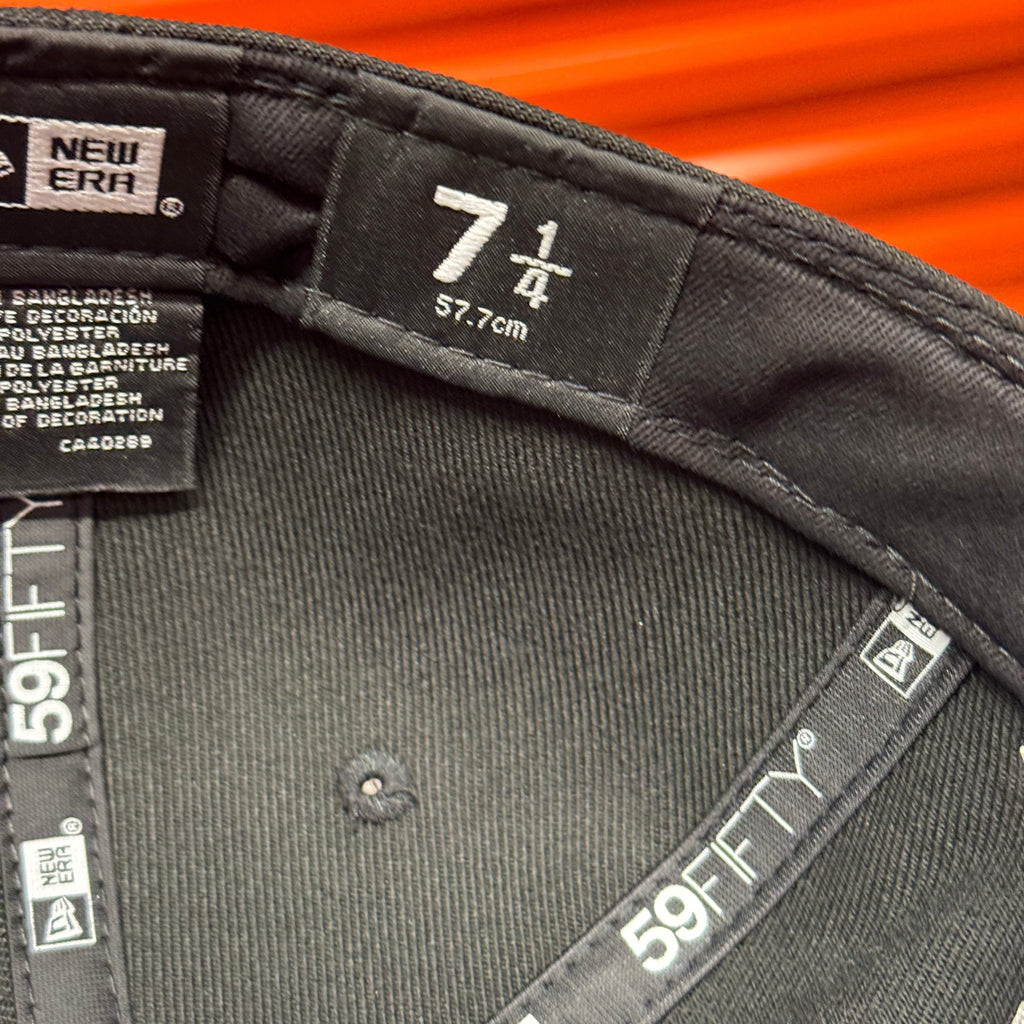 NEW
ERA
®
7 1/4
57.7cm
BANGLADESH
DECORACIÓN
POLYESTER
AU BANGLADESH
DE LA GARNITURE
POLYESTER
BANGLADESH
OF DECORATION
CA40289
59FIFTY
NEW
ERA
®
NE
59FIFTY®